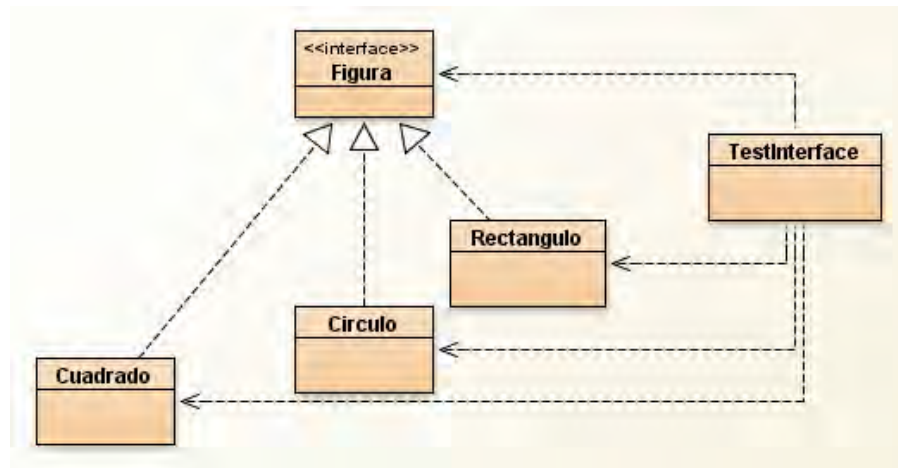 <<interface>>
Figura
TestInterface
Rectangulo
Circulo
Cuadrado